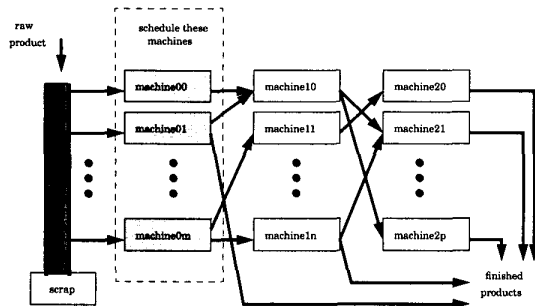 raw
product
schedule these
machines
machine00
machine10
machine20
machine01
machine11
machine21
machine0m
machine1n
machine2p
scrap
finished
products